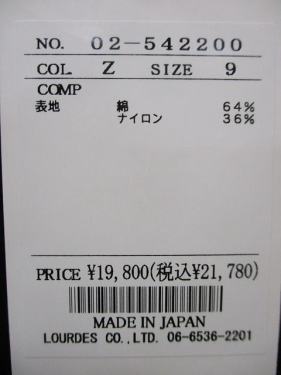 NO. 02-542200
COL. Z SIZE 9
COMP
表地 綿 64%
ナイロン 36%
PRICE ¥19,800(税込¥21,780)
MADE IN JAPAN
LOURDES CO.,LTD. 06-6536-2201